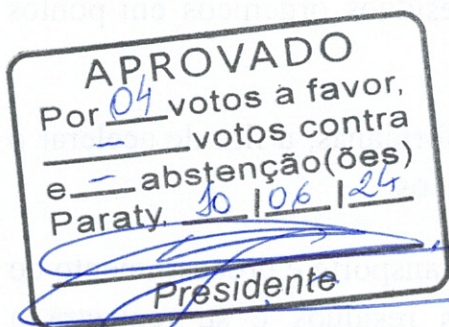 APROVADO
Por 04 votos a favor,
— votos contra
e — abstenção(ões)
Paraty, 10 | 06 | 24
Presidente